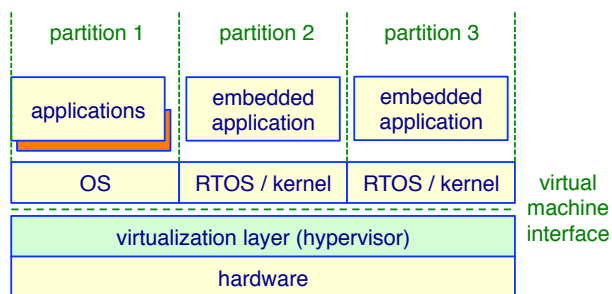 partition 1 partition 2 partition 3
applications
embedded
application
embedded
application
OS RTOS / kernel RTOS / kernel
virtual
machine
interface
virtualization layer (hypervisor)
hardware